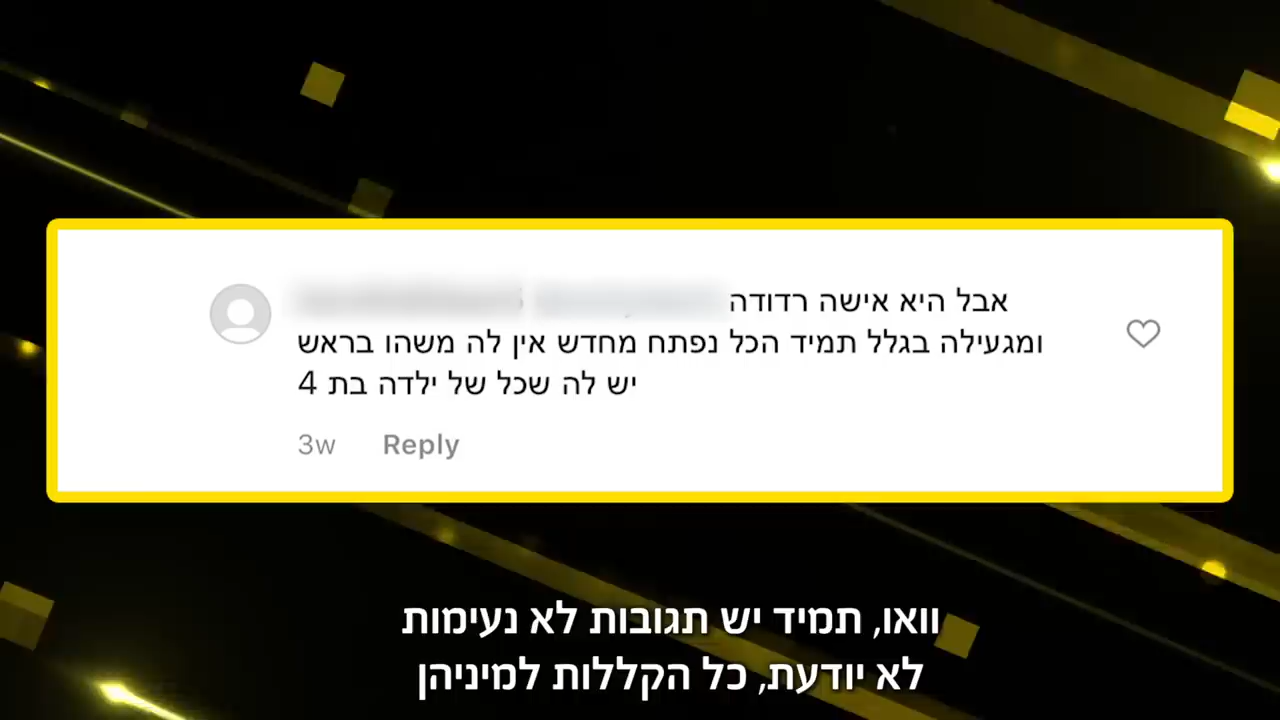 אבל היא אישה רדודה
ומגעילה בגלל תמיד הכל נפתח מחדש אין לה משהו בראש
יש לה שכל של ילדה בת 4
3w Reply
וואו, תמיד יש תגובות לא נעימות
לא יודעת, כל הקללות למיניהן